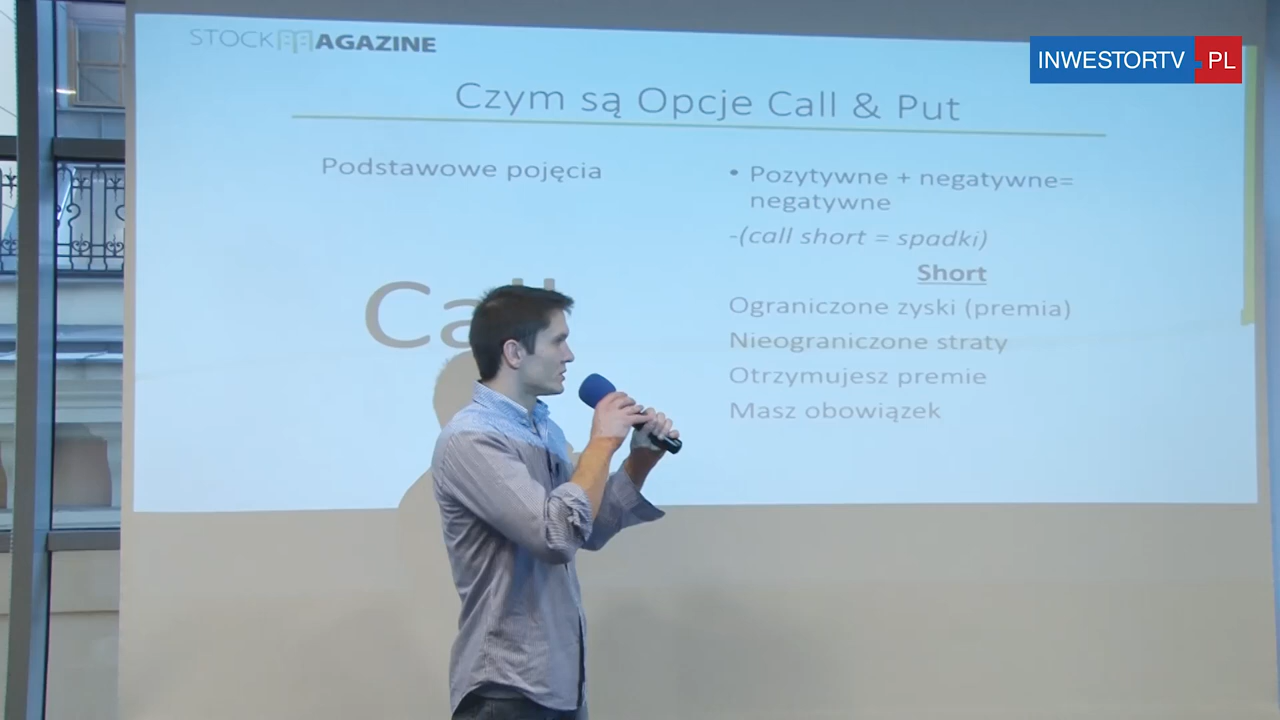 STOCKMAGAZINE
INWESTORTV.PL
Czym są Opcje Call & Put
Podstawowe pojęcia
• Pozytywne + negatywne=
negatywne
-(call short = spadki)
Short
Call
Ograniczone zyski (premia)
Nieograniczone straty
Otrzymujesz premie
Masz obowiązek